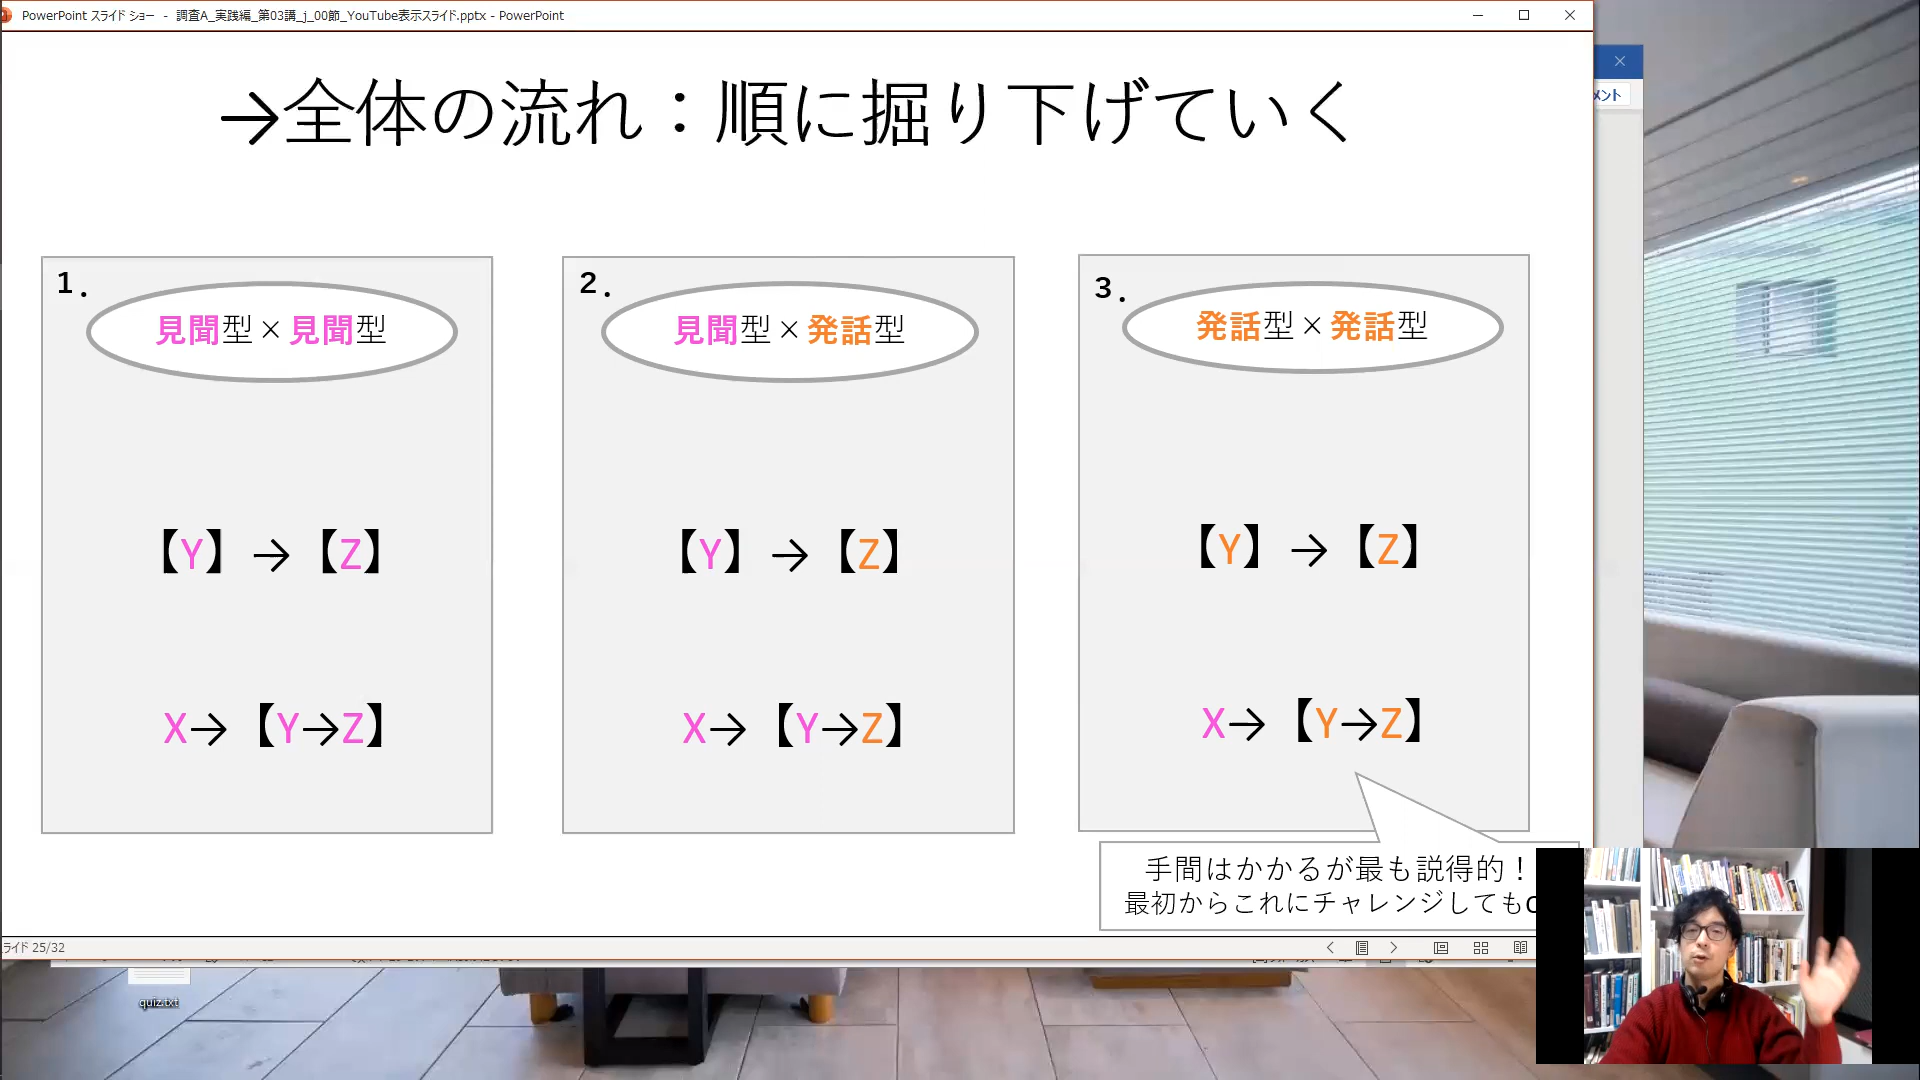 PowerPoint スライド ショー - 調査A_実践編_第03講_j_00節_YouTube表示スライド.pptx - PowerPoint
メント
→全体の流れ：順に掘り下げていく
1.
見聞型×見聞型
【Y】→【Z】
X→【Y→Z】
2.
見聞型×発話型
【Y】→【Z】
X→【Y→Z】
3.
発話型×発話型
【Y】→【Z】
X→【Y→Z】
手間はかかるが最も説得的！
最初からこれにチャレンジしても
ライド 25/32
quiz.txt